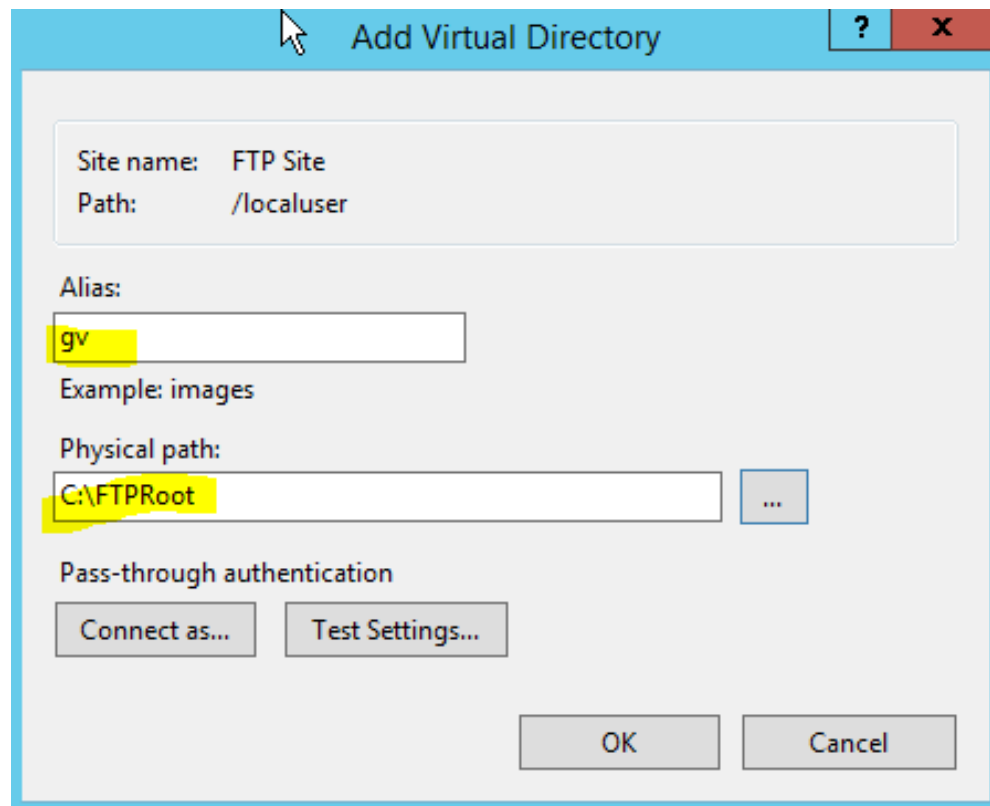 Add Virtual Directory
?
x
Site name: FTP Site
Path: /localuser
Alias:
gv
Example: images
Physical path:
C:\FTPRoot
...
Pass-through authentication
Connect as... Test Settings...
OK Cancel